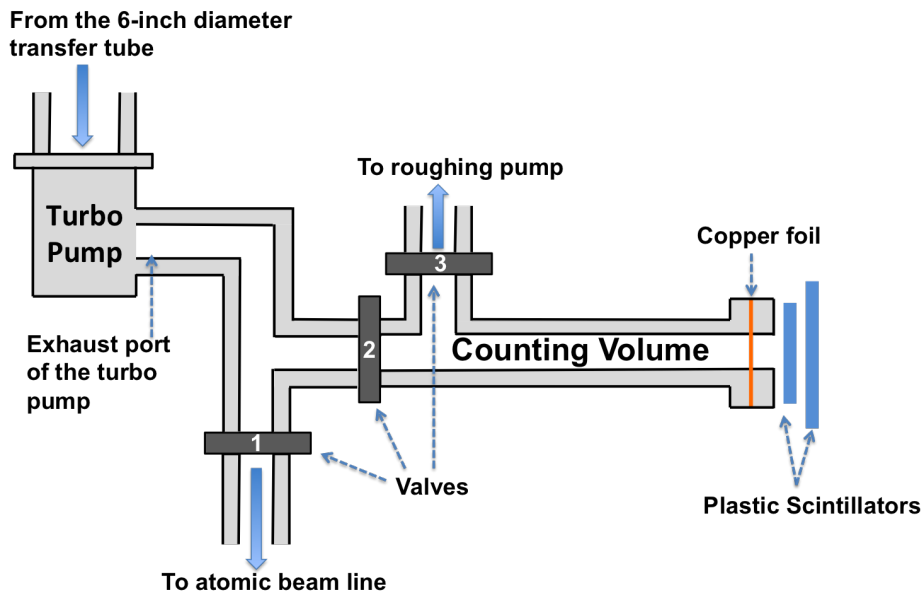 From the 6-inch diameter
transfer tube
To roughing pump
Turbo
Pump
Copper foil
3
2
Counting Volume
Exhaust port
of the turbo
pump
1
Valves
Plastic Scintillators
To atomic beam line